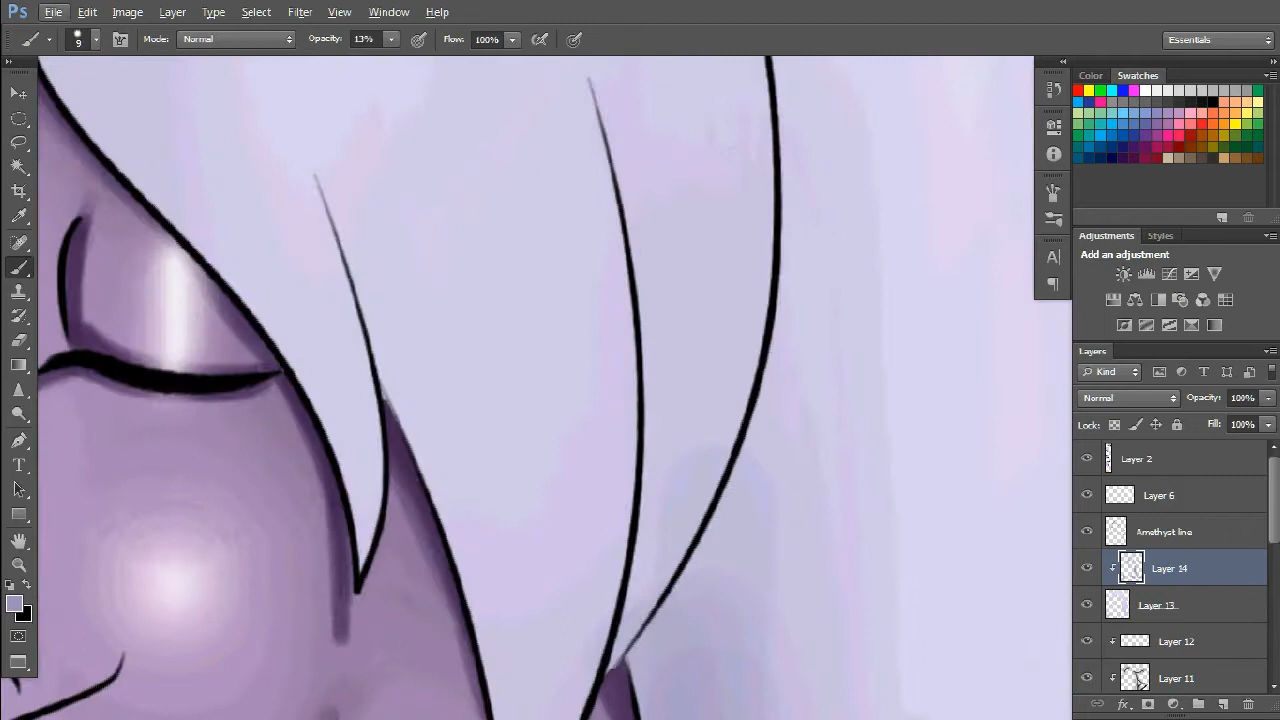 Ps File Edit Image Layer Type Select Filter View Window Help
9 Mode: Normal Opacity: 13% Flow: 100% Essentials
Color Swatches
Adjustments Styles
Add an adjustment
Layers
Kind
Normal Opacity: 100%
Lock: Fill: 100%
Layer 2
Layer 6
Amethyst line
Layer 14
Layer 13
Layer 12
Layer 11